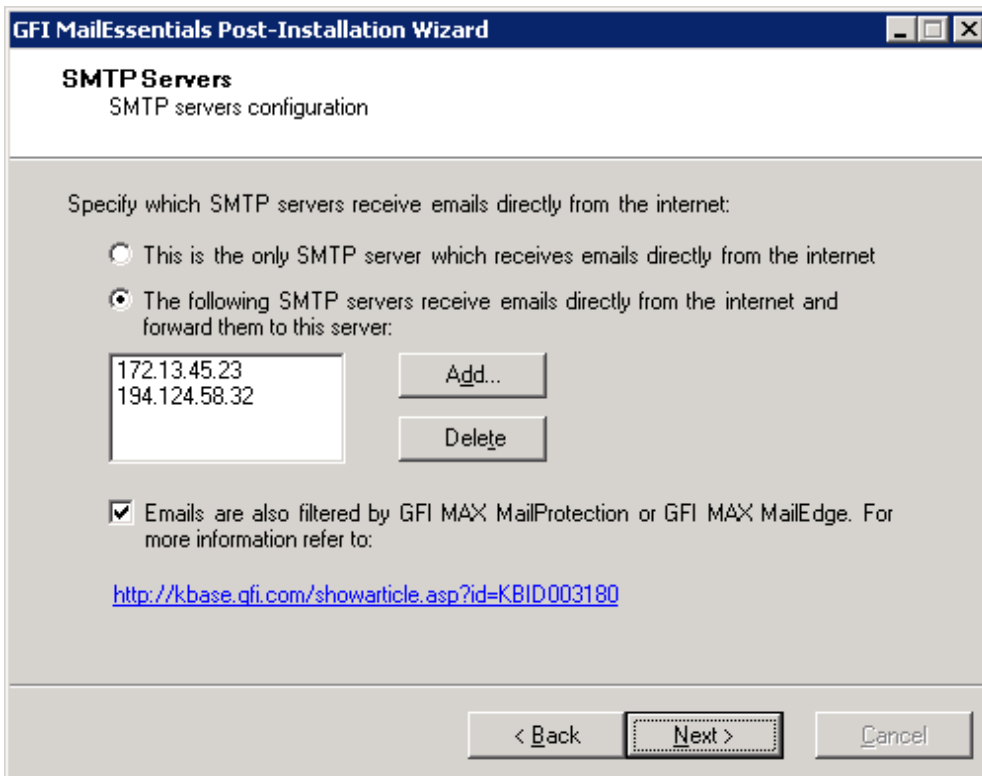 GFI MailEssentials Post-Installation Wizard
SMTP Servers
SMTP servers configuration
Specify which SMTP servers receive emails directly from the internet:
This is the only SMTP server which receives emails directly from the internet
The following SMTP servers receive emails directly from the internet and
forward them to this server:
172.13.45.23
194.124.58.32
Add...
Delete
Emails are also filtered by GFI MAX MailProtection or GFI MAX MailEdge. For
more information refer to:
http://kbase.gfi.com/showarticle.asp?id=KBID003180
< Back
Next >
Cancel